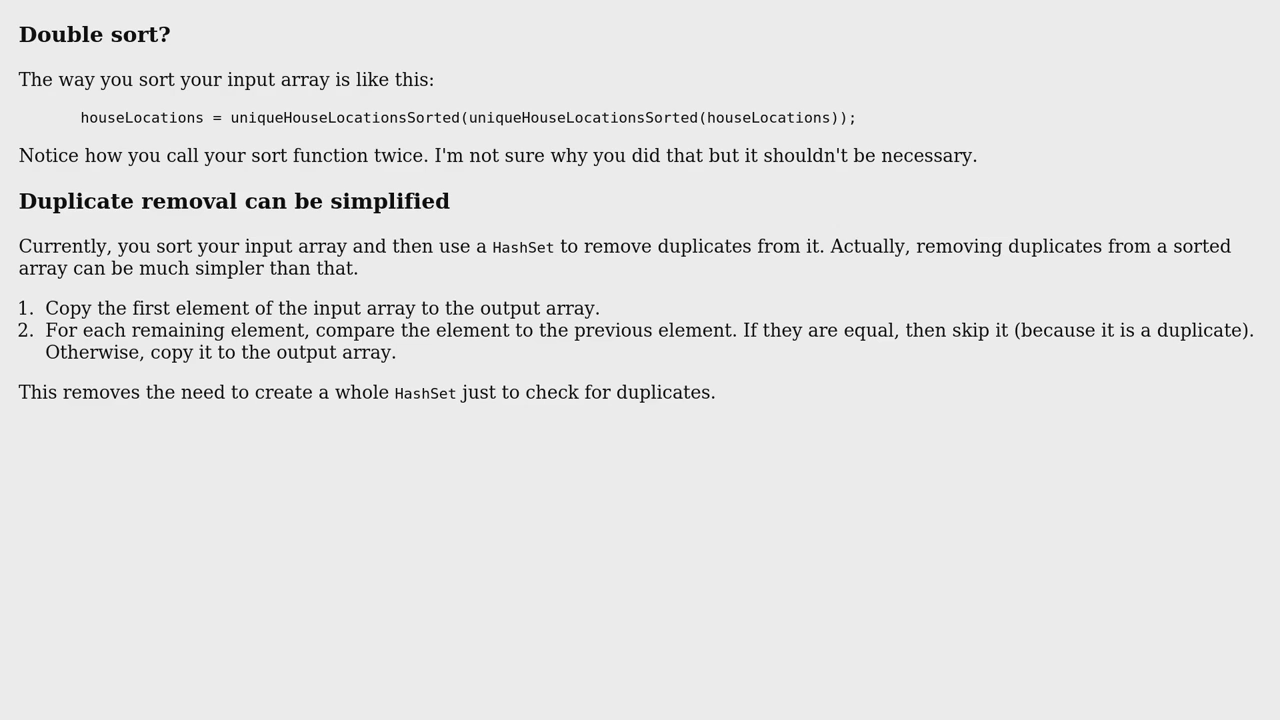 Double sort?
The way you sort your input array is like this:
houseLocations = uniqueHouseLocationsSorted(uniqueHouseLocationsSorted(houseLocations));
Notice how you call your sort function twice. I'm not sure why you did that but it shouldn't be necessary.
Duplicate removal can be simplified
Currently, you sort your input array and then use a HashSet to remove duplicates from it. Actually, removing duplicates from a sorted
array can be much simpler than that.
1. Copy the first element of the input array to the output array.
2. For each remaining element, compare the element to the previous element. If they are equal, then skip it (because it is a duplicate).
Otherwise, copy it to the output array.
This removes the need to create a whole HashSet just to check for duplicates.